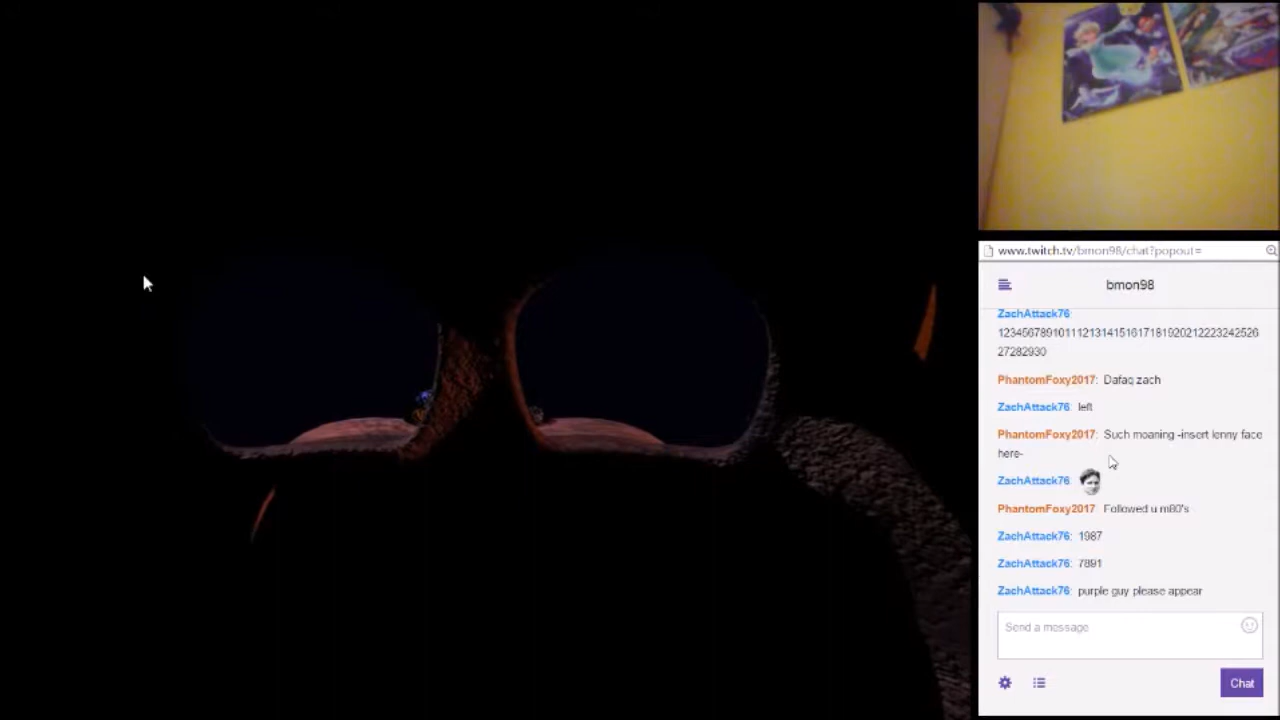 www.twitch.tv/bmon98/chat?popout=
bmon98
ZachAttack76:
123456789101112131415161718192021222324252627282930
PhantomFoxy2017: Dafaq zach
ZachAttack76: left
PhantomFoxy2017: Such moaning -insert lenny face
here-
ZachAttack76:
PhantomFoxy2017: Followed u m80's
ZachAttack76: 1987
ZachAttack76: 7891
ZachAttack76: purple guy please appear
Send a message
Chat